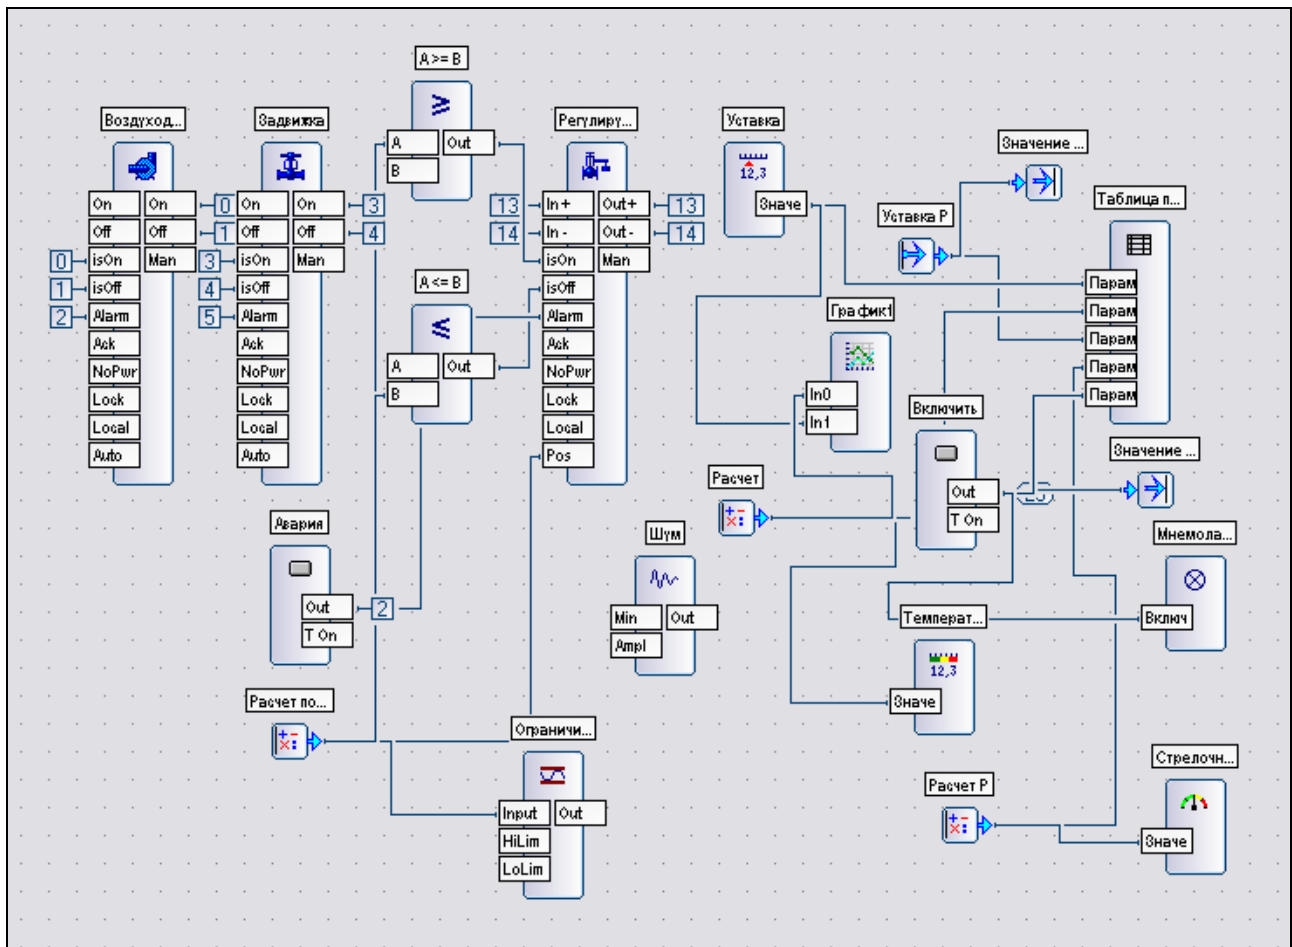 A>= B
Воздуход...
Задвижка
Регулиру...
Уставка
Значение ...
A
Out
B
12,3
Таблица п...
On
On
0
On
On
3
13
In+
Out+
13
Значе
Off
Off
1
Off
Off
4
14
In -
Out-
14
Уставка Р
0
isOn
Man
3
isOn
Man
isOn
Man
1
isOff
4
isOff
A<= B
isOff
Парам
2
Alarm
5
Alarm
Alarm
График1
Парам
Ack
Ack
Ack
Парам
NoPwr
NoPwr
A
Out
NoPwr
Парам
Lock
Lock
B
Lock
In0
Включить
Парам
Local
Local
Local
In1
Auto
Auto
Pos
Значение ...
Расчет
Out
T On
Авария
Шум
Мнемола...
Out
2
Min
Out
Температ...
Включ
T On
Ampl
12,3
Расчет по...
Значе
Ограничи...
Стрелочн...
Расчет Р
Input
Out
HiLim
Значе
LoLim